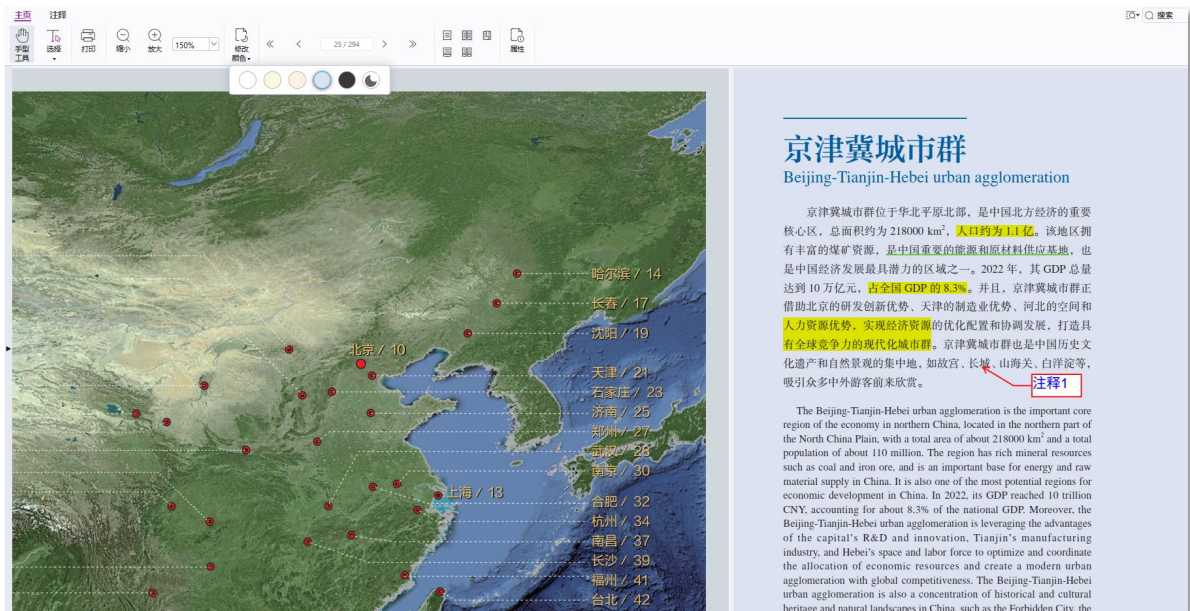 主页 注释
搜索
手型工具 选择 打印 缩小 放大 150% 修改颜色 25 / 294 属性
哈尔滨 / 14
长春 / 17
沈阳 / 19
北京 / 10
天津 / 21
石家庄 / 23
济南 / 25
郑州 / 27
武汉 / 28
南京 / 30
上海 / 13
合肥 / 32
杭州 / 34
南昌 / 37
长沙 / 39
福州 / 41
台北 / 42
京津冀城市群
Beijing-Tianjin-Hebei urban agglomeration
京津冀城市群位于华北平原北部，是中国北方经济的重要
核心区，总面积约为 218000 km²，人口约为 1.1 亿。该地区拥
有丰富的煤矿资源，是中国重要的能源和原材料供应基地，也
是中国经济发展最具潜力的区域之一。2022 年，其 GDP 总量
达到 10 万亿元，占全国 GDP 的 8.3%。并且，京津冀城市群正
借助北京的研发创新优势、天津的制造业优势、河北的空间和
人力资源优势，实现经济资源的优化配置和协调发展，打造具
有全球竞争力的现代化城市群。京津冀城市群也是中国历史文
化遗产和自然景观的集中地，如故宫、长城、山海关、白洋淀等，
吸引众多中外游客前来欣赏。
注释1
The Beijing-Tianjin-Hebei urban agglomeration is the important core
region of the economy in northern China, located in the northern part of
the North China Plain, with a total area of about 218000 km² and a total
population of about 110 million. The region has rich mineral resources
such as coal and iron ore, and is an important base for energy and raw
material supply in China. It is also one of the most potential regions for
economic development in China. In 2022, its GDP reached 10 trillion
CNY, accounting for about 8.3% of the national GDP. Moreover, the
Beijing-Tianjin-Hebei urban agglomeration is leveraging the advantages
of the capital's R&D and innovation, Tianjin's manufacturing
industry, and Hebei's space and labor force to optimize and coordinate
the allocation of economic resources and create a modern urban
agglomeration with global competitiveness. The Beijing-Tianjin-Hebei
urban agglomeration is also a concentration of historical and cultural
heritage and natural landscapes in China, such as the Forbidden City, the